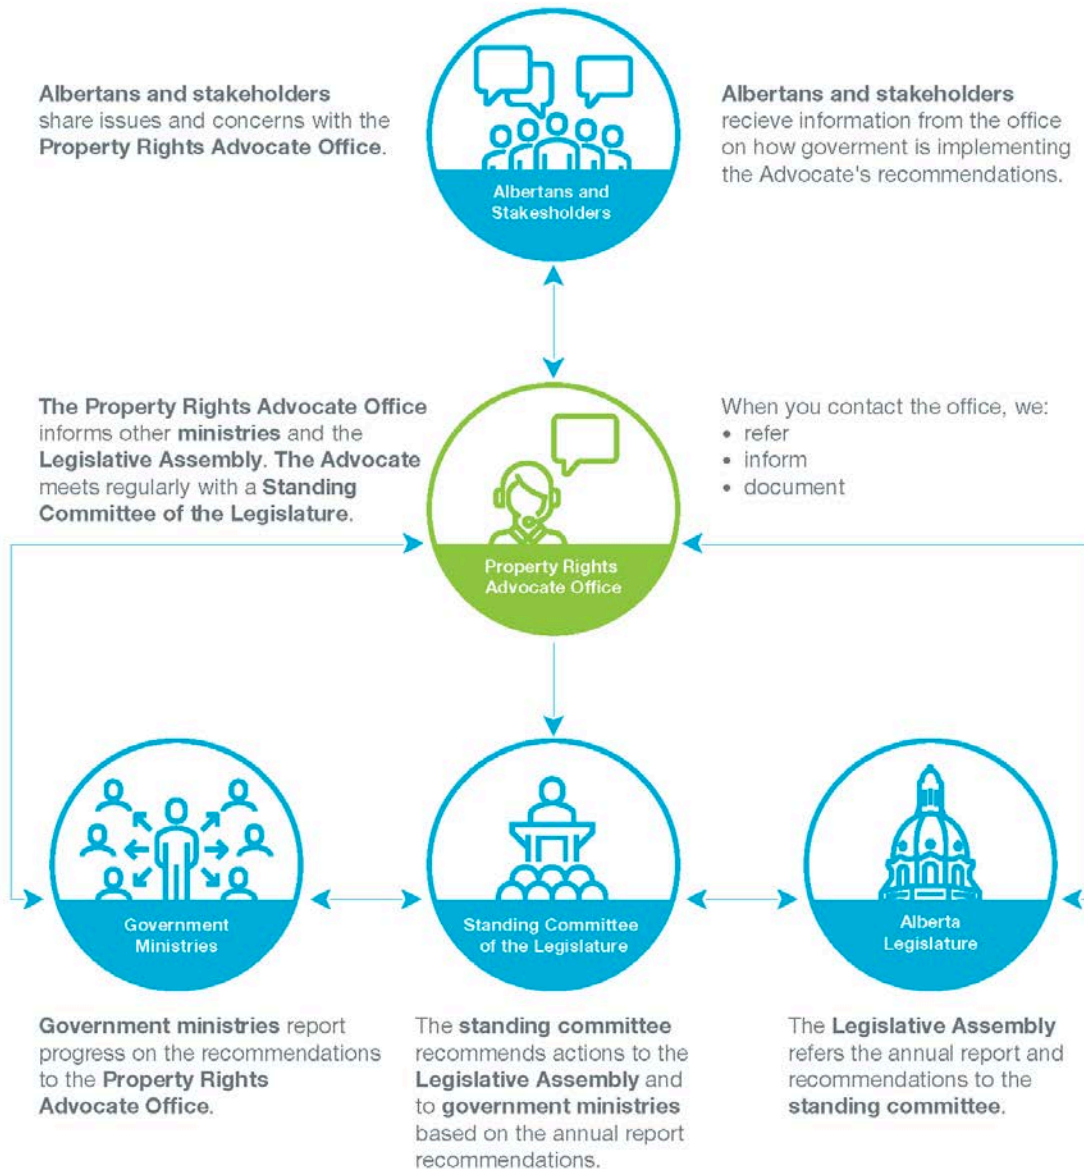 Albertans and stakeholders
share issues and concerns with the
Property Rights Advocate Office.
Albertans and
Stakesholders
Albertans and stakeholders
recieve information from the office
on how goverment is implementing
the Advocate's recommendations.
The Property Rights Advocate Office
informs other ministries and the
Legislative Assembly. The Advocate
meets regularly with a Standing
Committee of the Legislature.
Property Rights
Advocate Office
When you contact the office, we:
• refer
• inform
• document
Government
Ministries
Standing Committee
of the Legislature
Alberta
Legislature
Government ministries report
progress on the recommendations
to the Property Rights
Advocate Office.
The standing committee
recommends actions to the
Legislative Assembly and
to government ministries
based on the annual report
recommendations.
The Legislative Assembly
refers the annual report and
recommendations to the
standing committee.